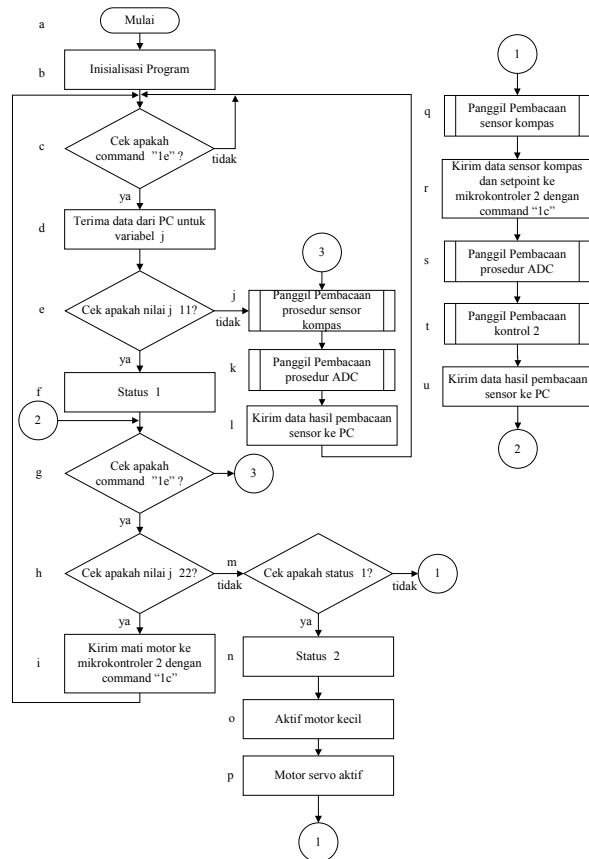 a
Mulai
b
Inisialisasi Program
c
Cek apakah
command "1e" ?
tidak
ya
d
Terima data dari PC untuk
variabel j
e
Cek apakah nilai j 11?
tidak
ya
f
Status 1
2
g
Cek apakah
command "1e" ?
3
ya
h
Cek apakah nilai j 22?
tidak
ya
i
Kirim mati motor ke
mikrokontroler 2 dengan
command "1c"
3
j
Panggil Pembacaan
prosedur sensor
kompas
k
Panggil Pembacaan
prosedur ADC
l
Kirim data hasil pembacaan
sensor ke PC
m
Cek apakah status 1?
tidak
1
ya
n
Status 2
o
Aktif motor kecil
p
Motor servo aktif
1
1
q
Panggil Pembacaan
sensor kompas
r
Kirim data sensor kompas
dan setpoint ke
mikrokontroler 2 dengan
command "1c"
s
Panggil Pembacaan
prosedur ADC
t
Panggil Pembacaan
kontrol 2
u
Kirim data hasil pembacaan
sensor ke PC
2